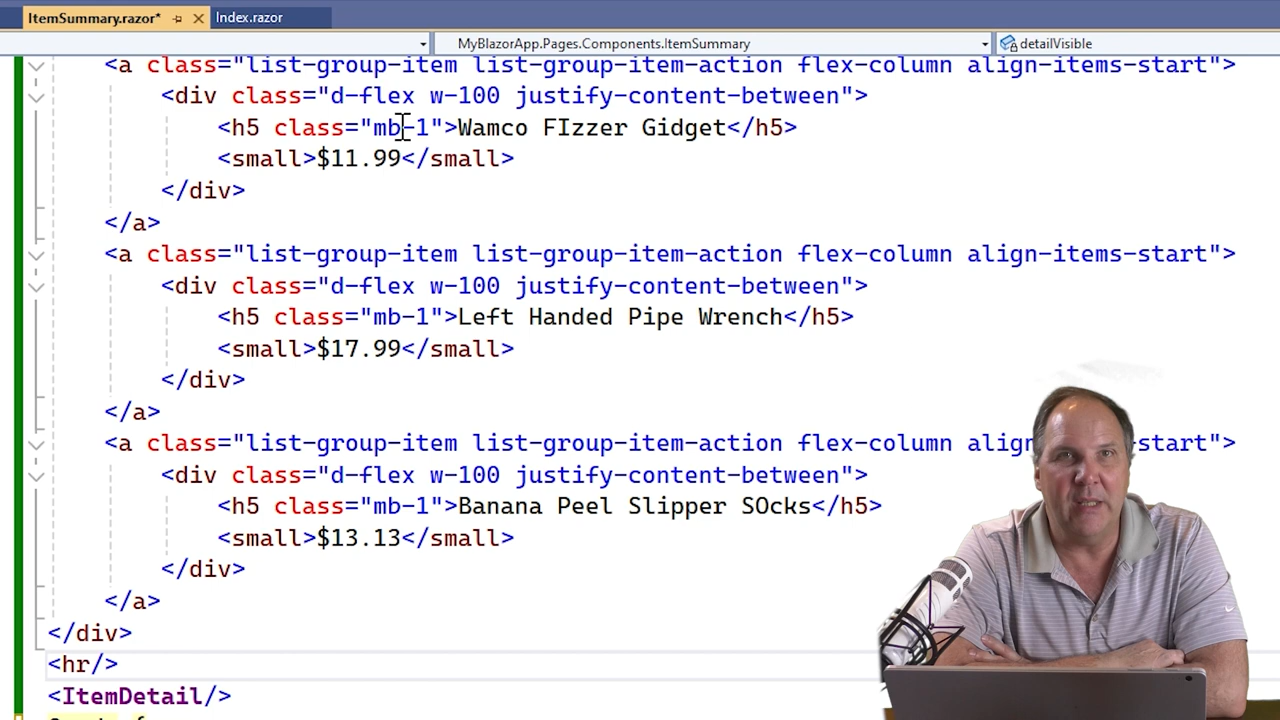 ItemSummary.razor*
Index.razor
MyBlazorApp.Pages.Components.ItemSummary
detailVisible
<a class="list-group-item list-group-item-action flex-column align-items-start">
<div class="d-flex w-100 justify-content-between">
<h5 class="mb-1">Wamco FIzzer Gidget</h5>
<small>$11.99</small>
</div>
</a>
<a class="list-group-item list-group-item-action flex-column align-items-start">
<div class="d-flex w-100 justify-content-between">
<h5 class="mb-1">Left Handed Pipe Wrench</h5>
<small>$17.99</small>
</div>
</a>
<a class="list-group-item list-group-item-action flex-column align-items-start">
<div class="d-flex w-100 justify-content-between">
<h5 class="mb-1">Banana Peel Slipper SOcks</h5>
<small>$13.13</small>
</div>
</a>
</div>
<hr/>
<ItemDetail/>